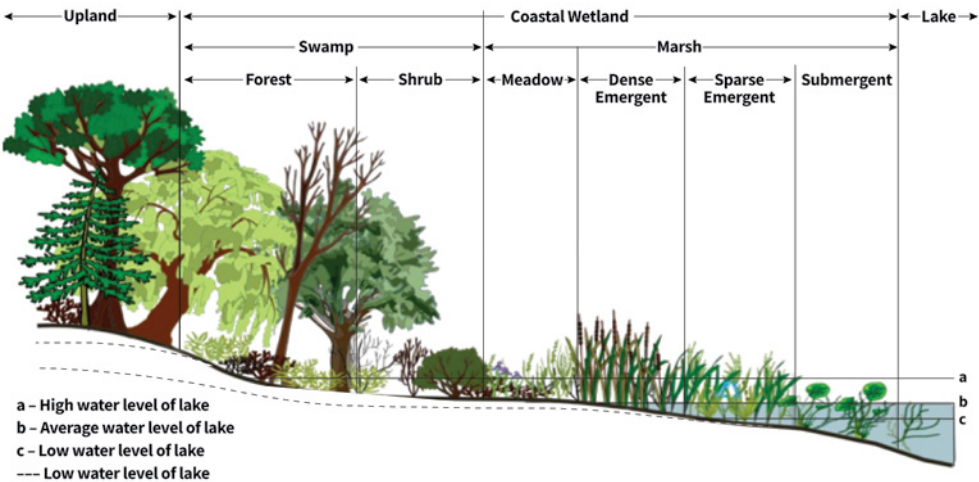 Upland
Coastal Wetland
Lake
Swamp
Marsh
Forest
Shrub
Meadow
Dense
Emergent
Sparse
Emergent
Submergent
a
b
c
a – High water level of lake
b – Average water level of lake
c – Low water level of lake
--- Low water level of lake